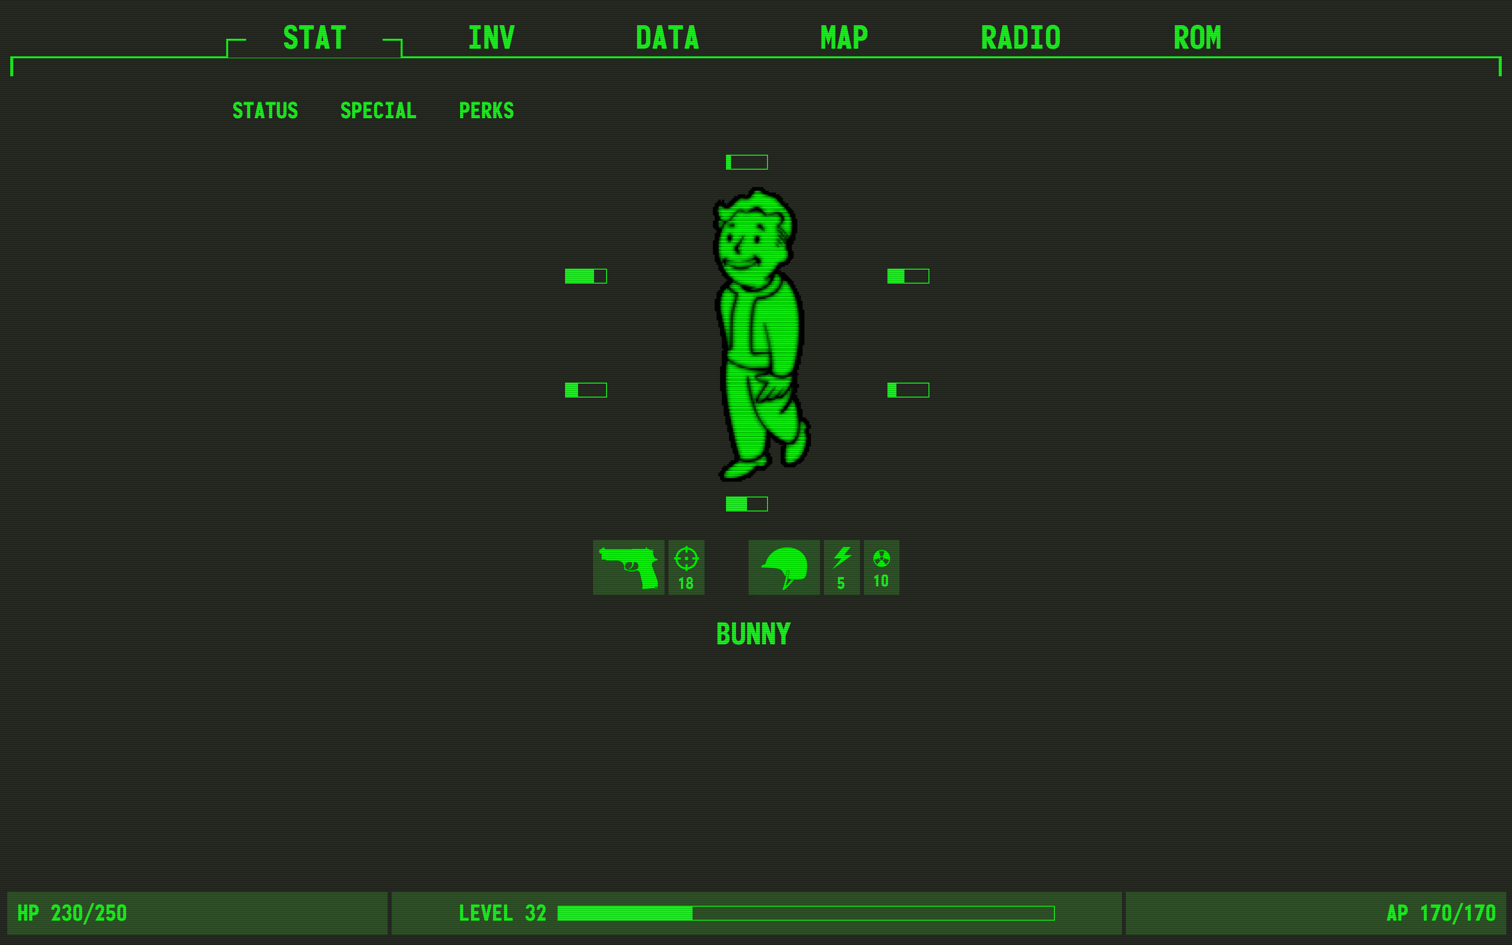 STAT INV DATA MAP RADIO ROM
STATUS SPECIAL PERKS
18 5 10
BUNNY
HP 230/250 LEVEL 32 AP 170/170